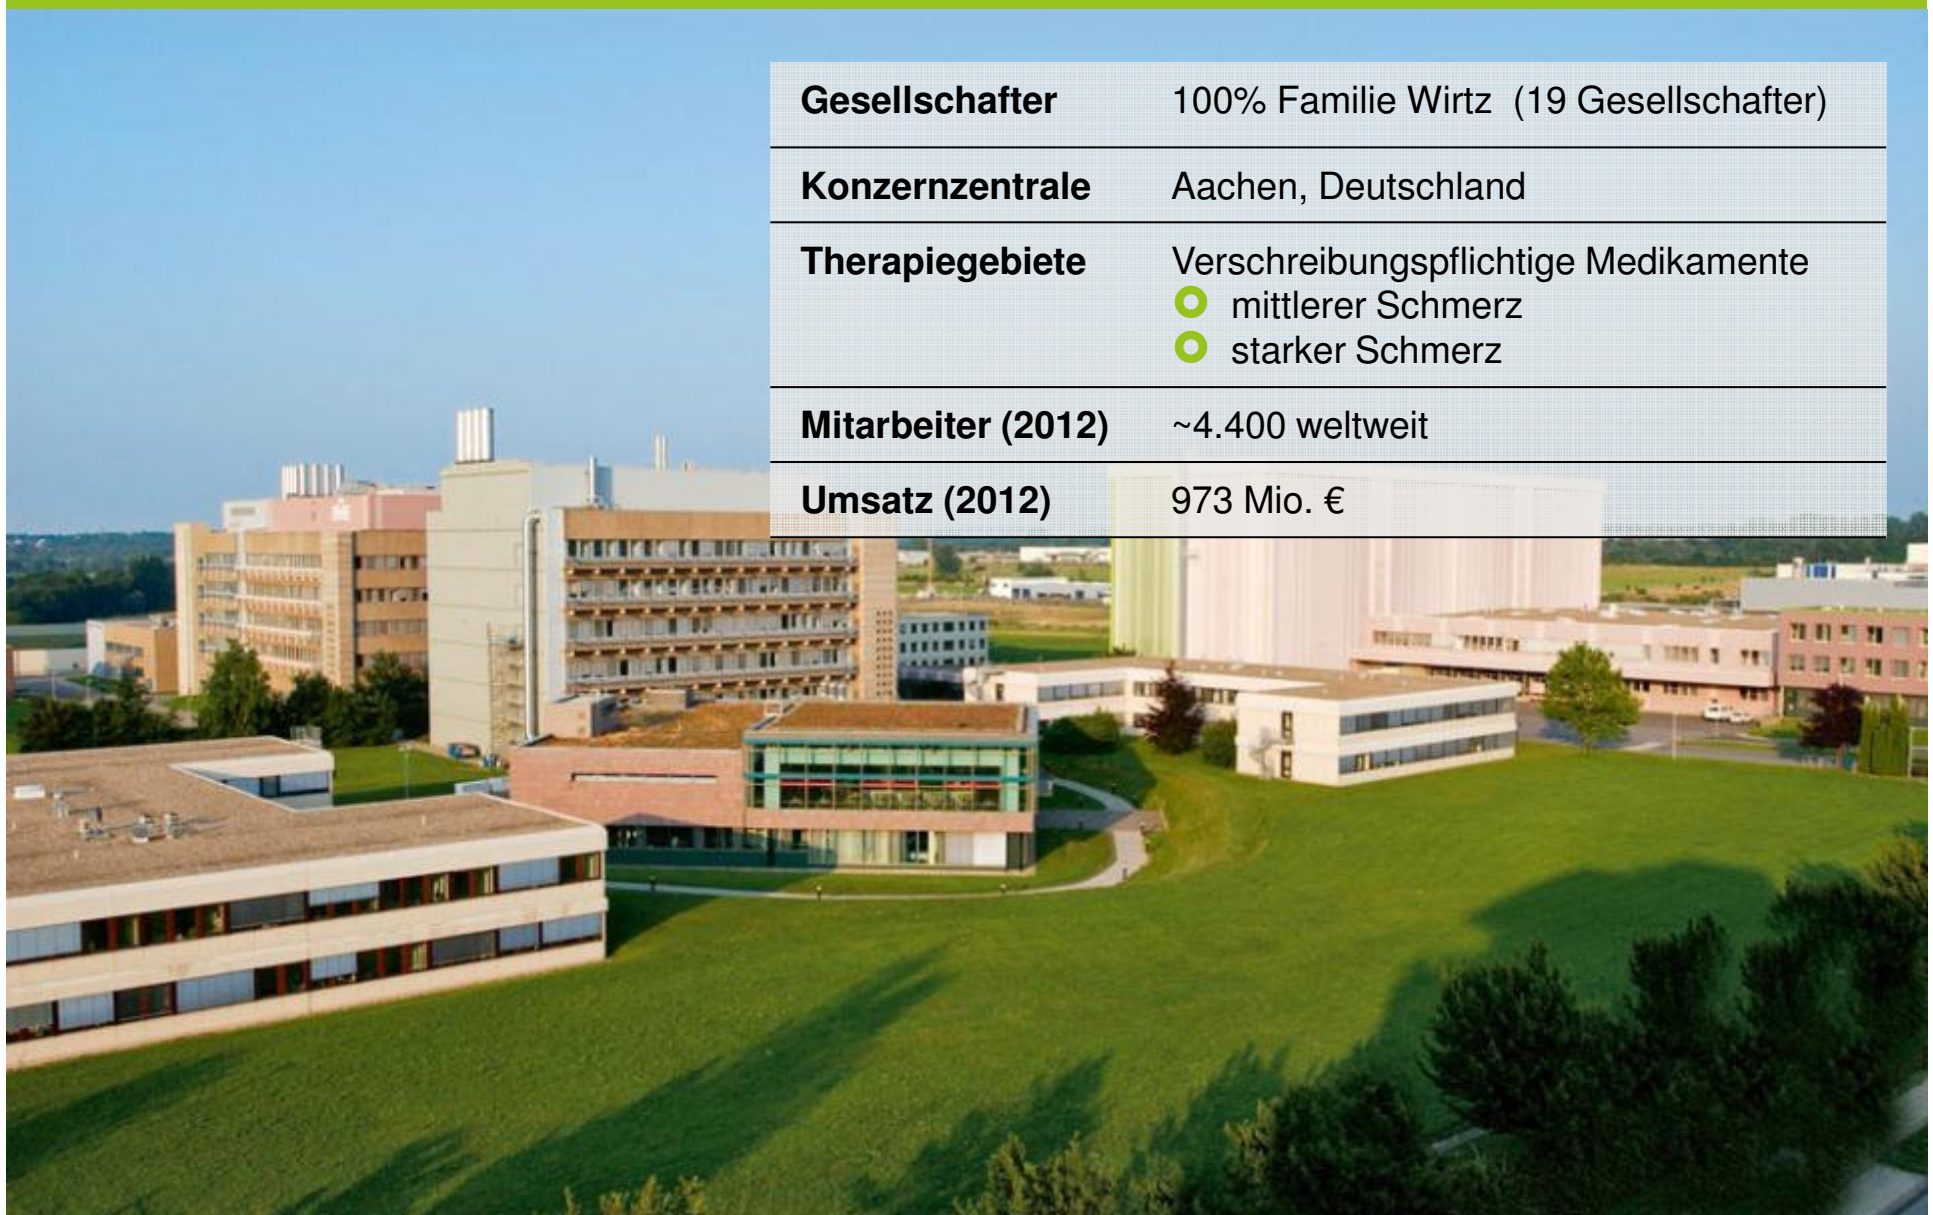 Gesellschafter 100% Familie Wirtz (19 Gesellschafter)
Konzernzentrale Aachen, Deutschland
Therapiegebiete Verschreibungspflichtige Medikamente
mittlerer Schmerz
starker Schmerz
Mitarbeiter (2012) ~4.400 weltweit
Umsatz (2012) 973 Mio. €